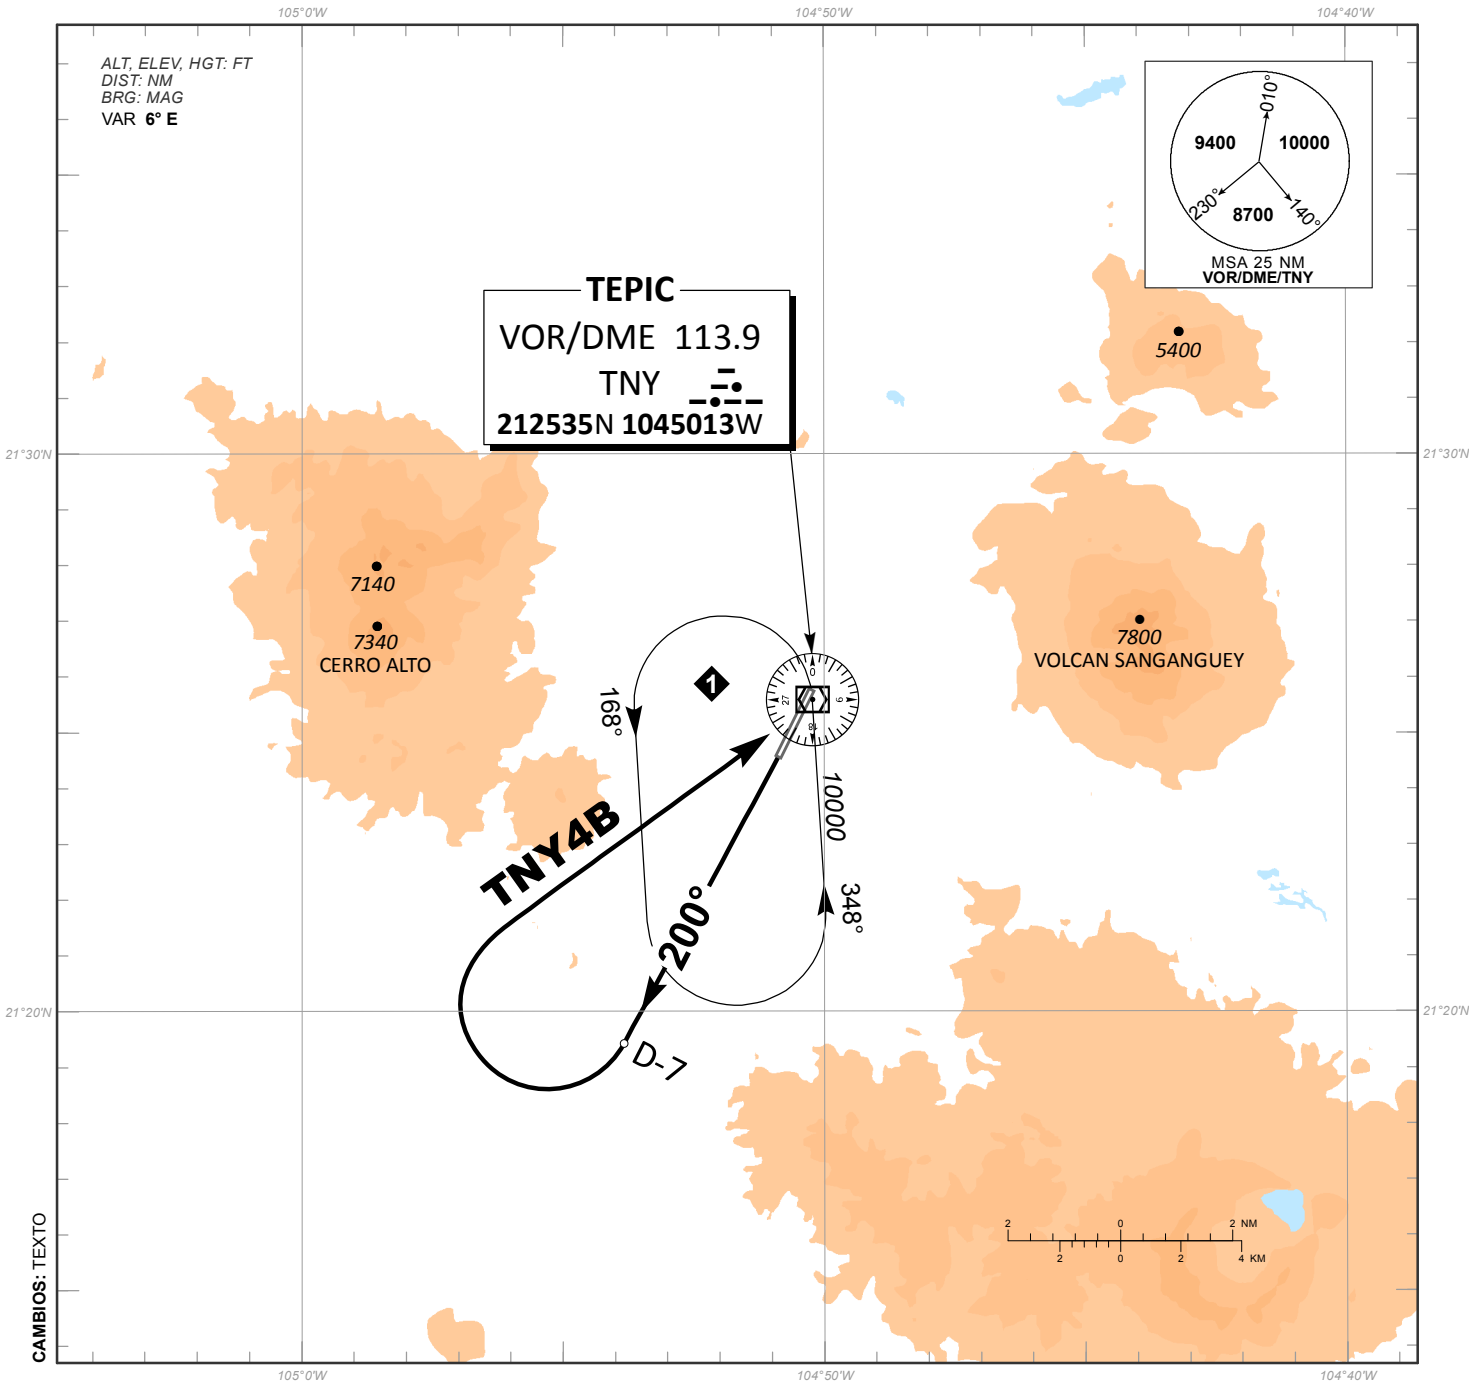 105°0'W
104°50'W
104°40'W
ALT, ELEV, HGT: FT
DIST: NM
BRG: MAG
VAR 6° E
010°
9400
10000
230°
140°
8700
MSA 25 NM
VOR/DME/TNY
TEPIC
VOR/DME 113.9
TNY
212535N 1045013W
5400
21°30'N
21°30'N
7140
7340
CERRO ALTO
7800
VOLCAN SANGANGUEY
1
0
27
9
18
168°
10000
TNY4B
348°
200°
21°20'N
21°20'N
D-7
2
0
2 NM
2
0
2
4 KM
CAMBIOS: TEXTO
105°0'W
104°50'W
104°40'W